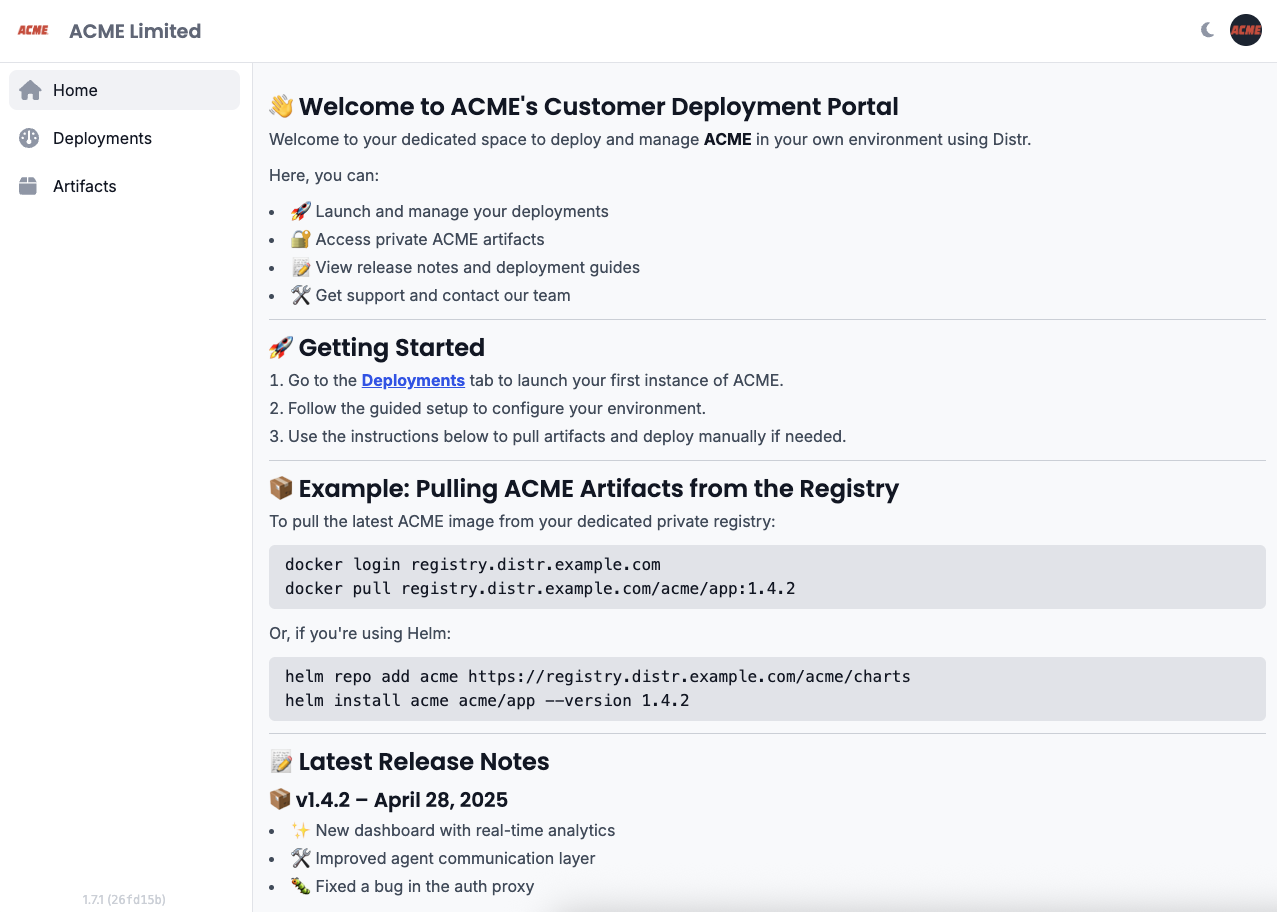 ACME ACME Limited ACME
Home
Deployments
Artifacts
👋 Welcome to ACME's Customer Deployment Portal
Welcome to your dedicated space to deploy and manage ACME in your own environment using Distr.
Here, you can:
• 🚀 Launch and manage your deployments
• 🔐 Access private ACME artifacts
• 📝 View release notes and deployment guides
• 🛠 Get support and contact our team
🚀 Getting Started
1. Go to the Deployments tab to launch your first instance of ACME.
2. Follow the guided setup to configure your environment.
3. Use the instructions below to pull artifacts and deploy manually if needed.
📦 Example: Pulling ACME Artifacts from the Registry
To pull the latest ACME image from your dedicated private registry:
docker login registry.distr.example.com
docker pull registry.distr.example.com/acme/app:1.4.2
Or, if you're using Helm:
helm repo add acme https://registry.distr.example.com/acme/charts
helm install acme acme/app --version 1.4.2
📝 Latest Release Notes
📦 v1.4.2 – April 28, 2025
• ✨ New dashboard with real-time analytics
• 🛠 Improved agent communication layer
• 🐛 Fixed a bug in the auth proxy
1.7.1 (26fd15b)